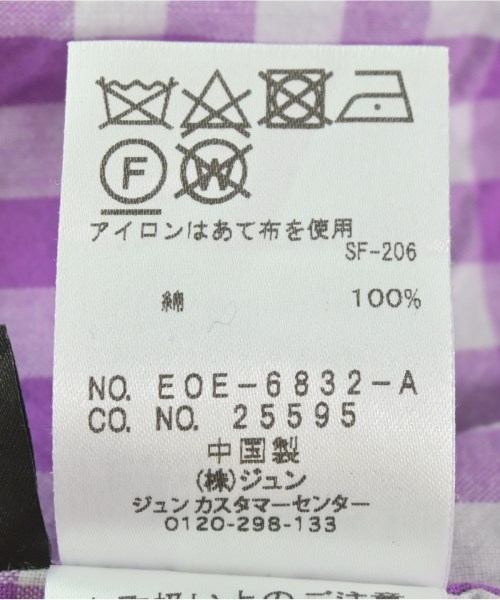 F W
アイロンはあて布を使用
SF-206
綿 100%
NO. EOE-6832-A
CO. NO. 25595
中国製
(株)ジュン
ジュンカスタマーセンター
0120-298-133